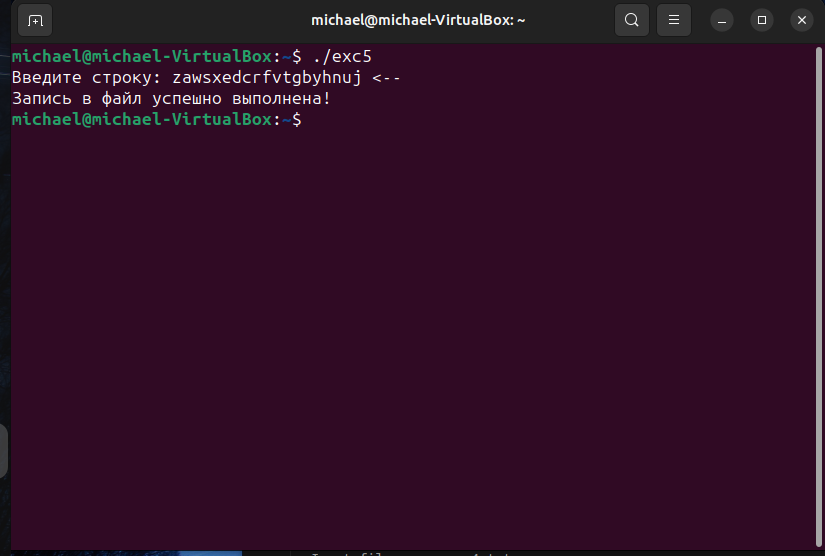 michael@michael-VirtualBox: ~
michael@michael-VirtualBox:~$ ./exc5
Введите строку: zawsxedcrfvtgbyhnuj <--
Запись в файл успешно выполнена!
michael@michael-VirtualBox:~$